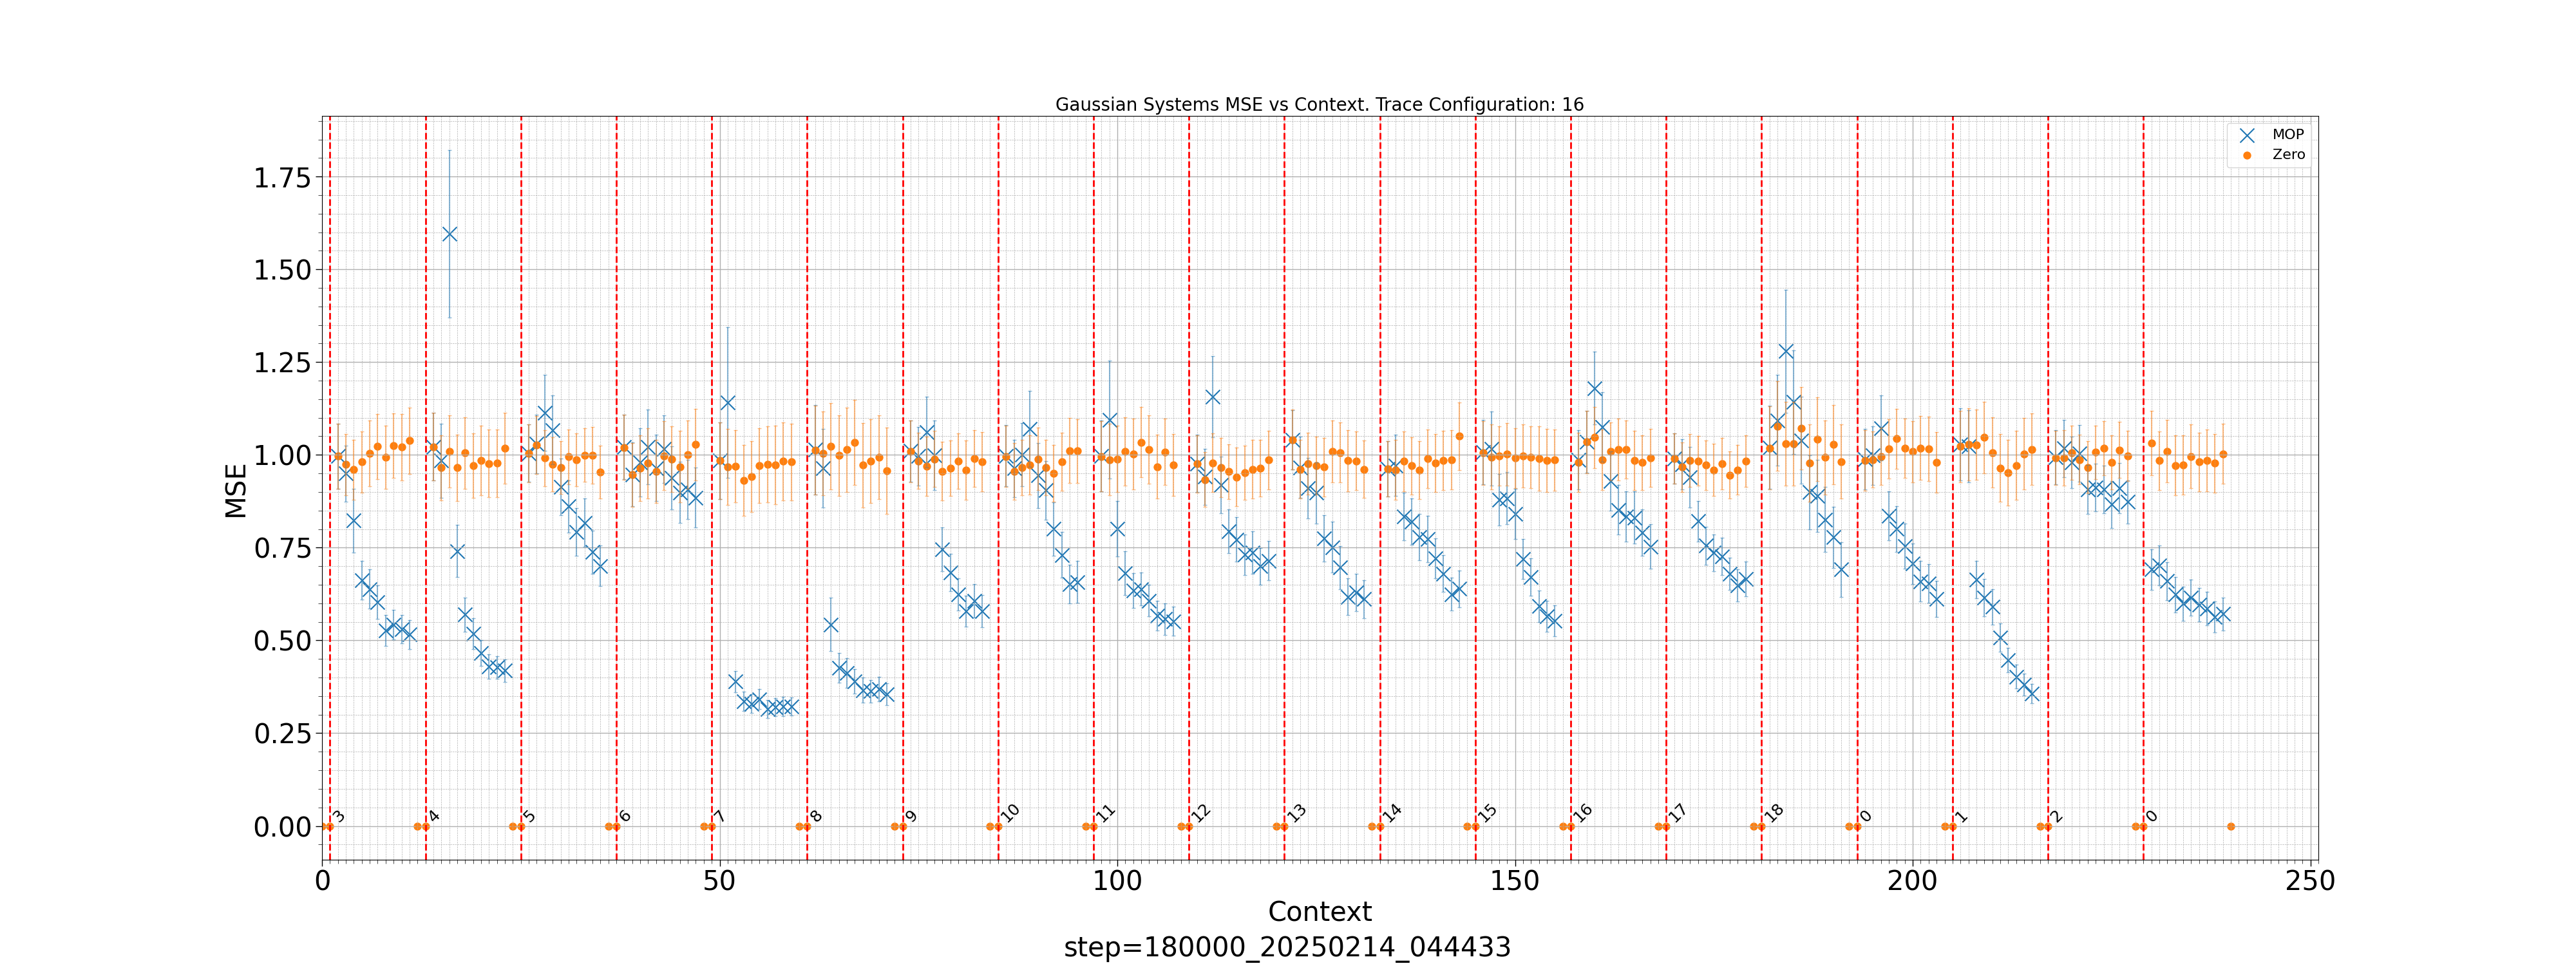 Gaussian Systems MSE vs Context. Trace Configuration: 16
MOP
Zero
1.75
1.50
1.25
1.00
0.75
0.50
0.25
0.00
MSE
3 4 5 6 7 8 9 10 11 12 13 14 15 16 17 18 0 1 2 0
0 50 100 150 200 250
Context
step=180000_20250214_044433